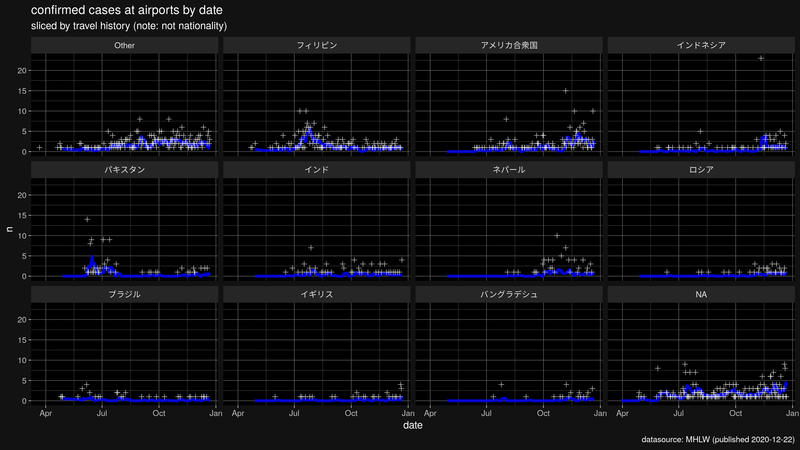 confirmed cases at airports by date
sliced by travel history (note: not nationality)
Other フィリピン アメリカ合衆国 インドネシア
20
15
10
5
0
パキスタン インド ネパール ロシア
20
15
10
5
0
ブラジル イギリス バングラデシュ NA
20
15
10
5
0
n
Apr Jul Oct Jan Apr Jul Oct Jan Apr Jul Oct Jan Apr Jul Oct Jan
date
datasource: MHLW (published 2020-12-22)